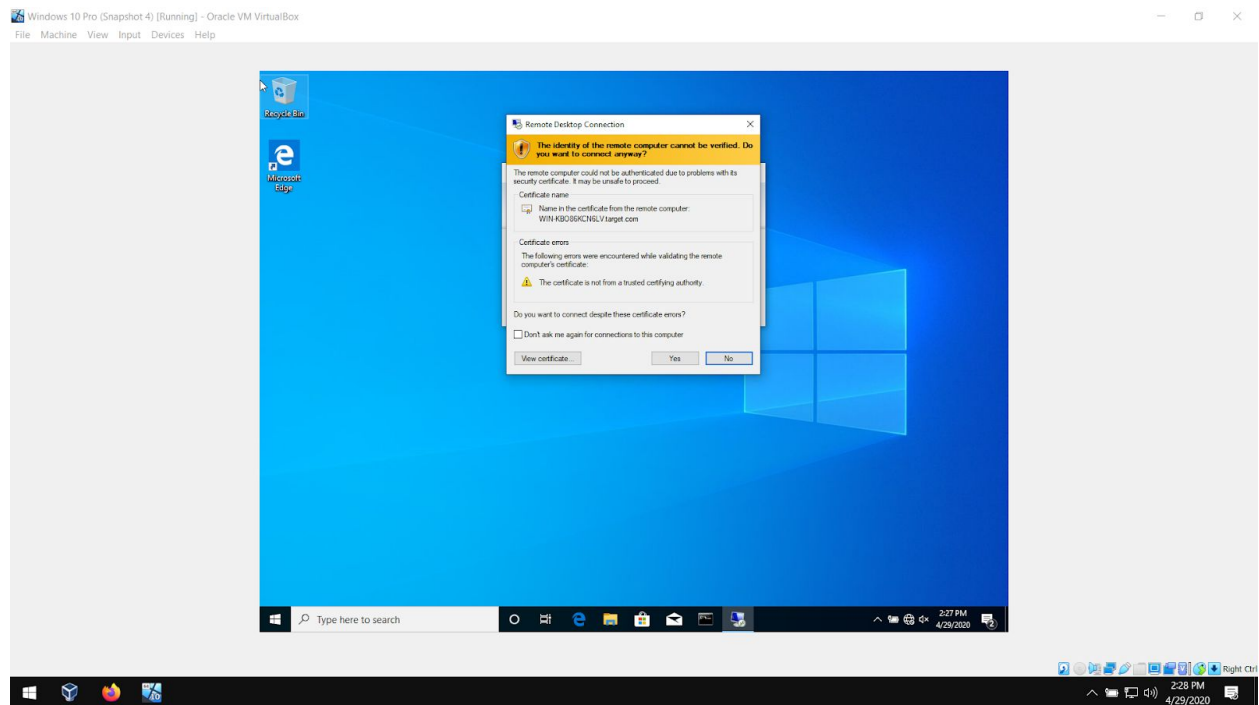 Windows 10 Pro (Snapshot 4) [Running] - Oracle VM VirtualBox
File Machine View Input Devices Help
Recycle Bin
Microsoft
Edge
Remote Desktop Connection
The identity of the remote computer cannot be verified. Do
you want to connect anyway?
The remote computer could not be authenticated due to problems with its
security certificate. It may be unsafe to proceed.
Certificate name
Name in the certificate from the remote computer:
WIN-KBO86KCN6LV.target.com
Certificate errors
The following errors were encountered while validating the remote
computer's certificate:
The certificate is not from a trusted certifying authority.
Do you want to connect despite these certificate errors?
Don't ask me again for connections to this computer
View certificate...
Yes
No
Type here to search
2:27 PM
4/29/2020
2
Right Ctrl
2:28 PM
4/29/2020